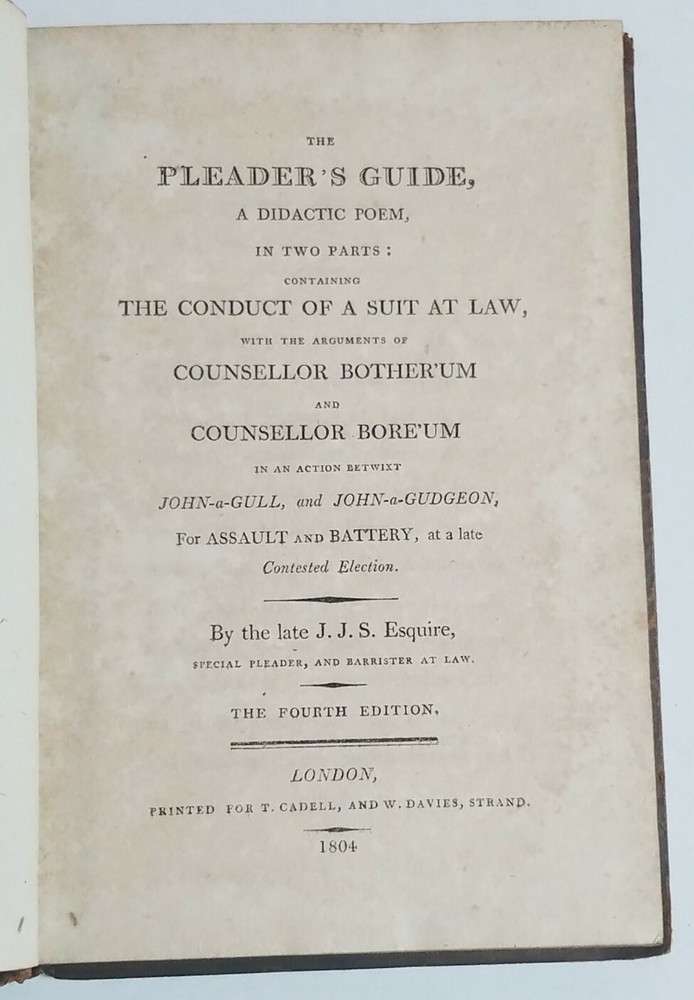 THE
PLEADER'S GUIDE,
A DIDACTIC POEM,
IN TWO PARTS:
CONTAINING
THE CONDUCT OF A SUIT AT LAW,
WITH THE ARGUMENTS OF
COUNSELLOR BOTHER'UM
AND
COUNSELLOR BORE'UM
IN AN ACTION BETWIXT
JOHN-a-GULL, and JOHN-a-GUDGEON,
For ASSAULT AND BATTERY, at a late
Contested Election.
By the late J. J. S. Esquire,
SPECIAL PLEADER, AND BARRISTER AT LAW.
THE FOURTH EDITION.
LONDON,
PRINTED FOR T. CADELL, AND W. DAVIES, STRAND.
1804